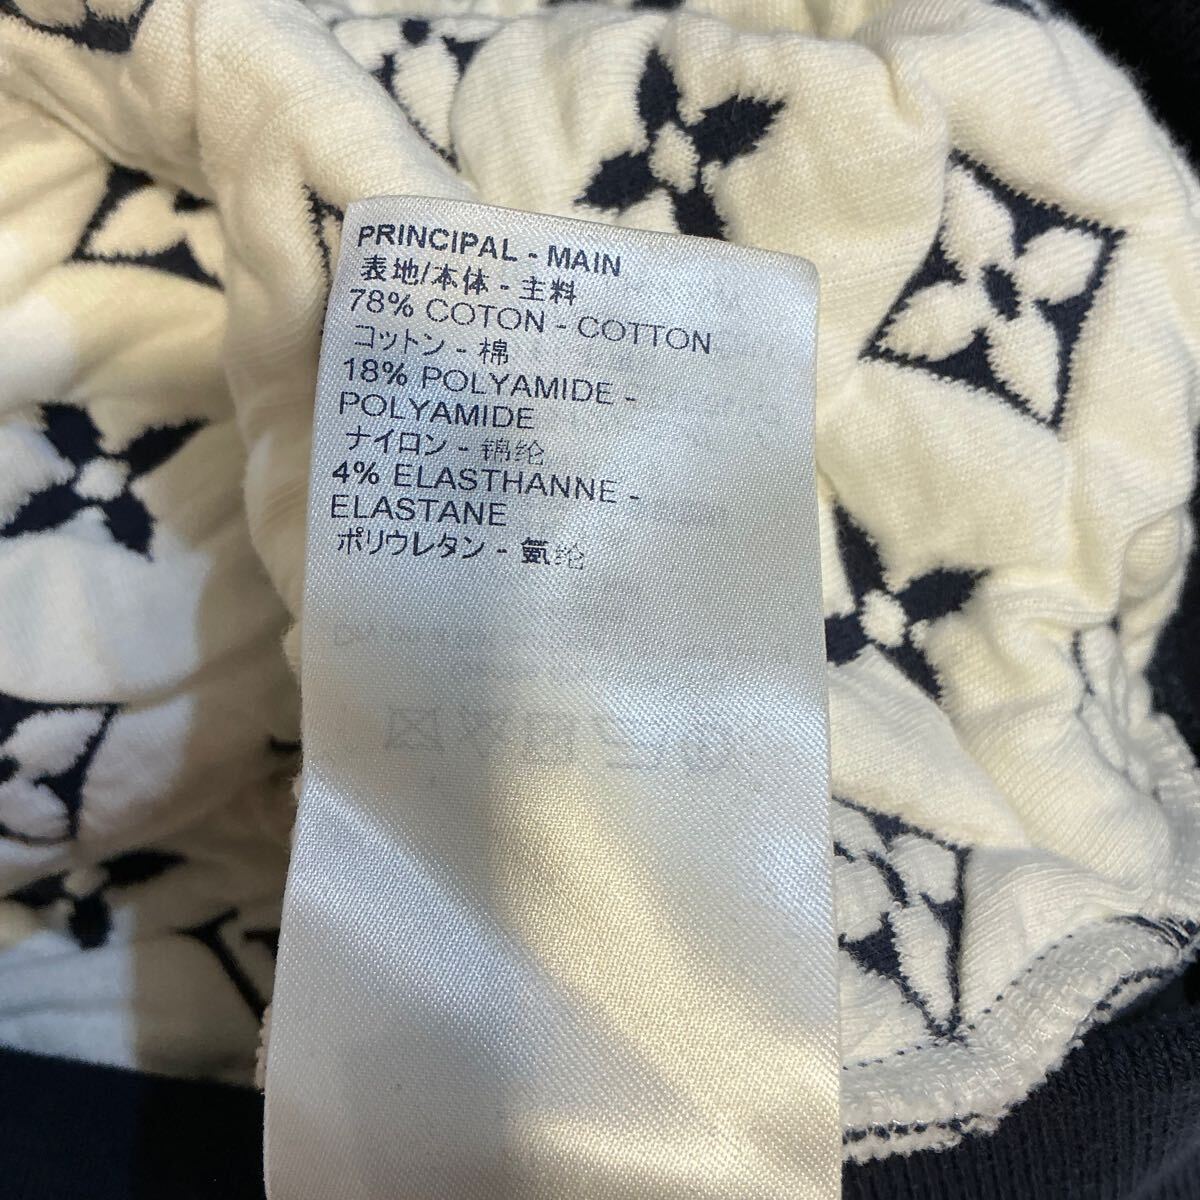 PRINCIPAL - MAIN
表地/本体 - 主料
78% COTON - COTTON
コットン - 棉
18% POLYAMIDE -
POLYAMIDE
ナイロン - 锦纶
4% ELASTHANNE -
ELASTANE
ポリウレタン - 氨纶